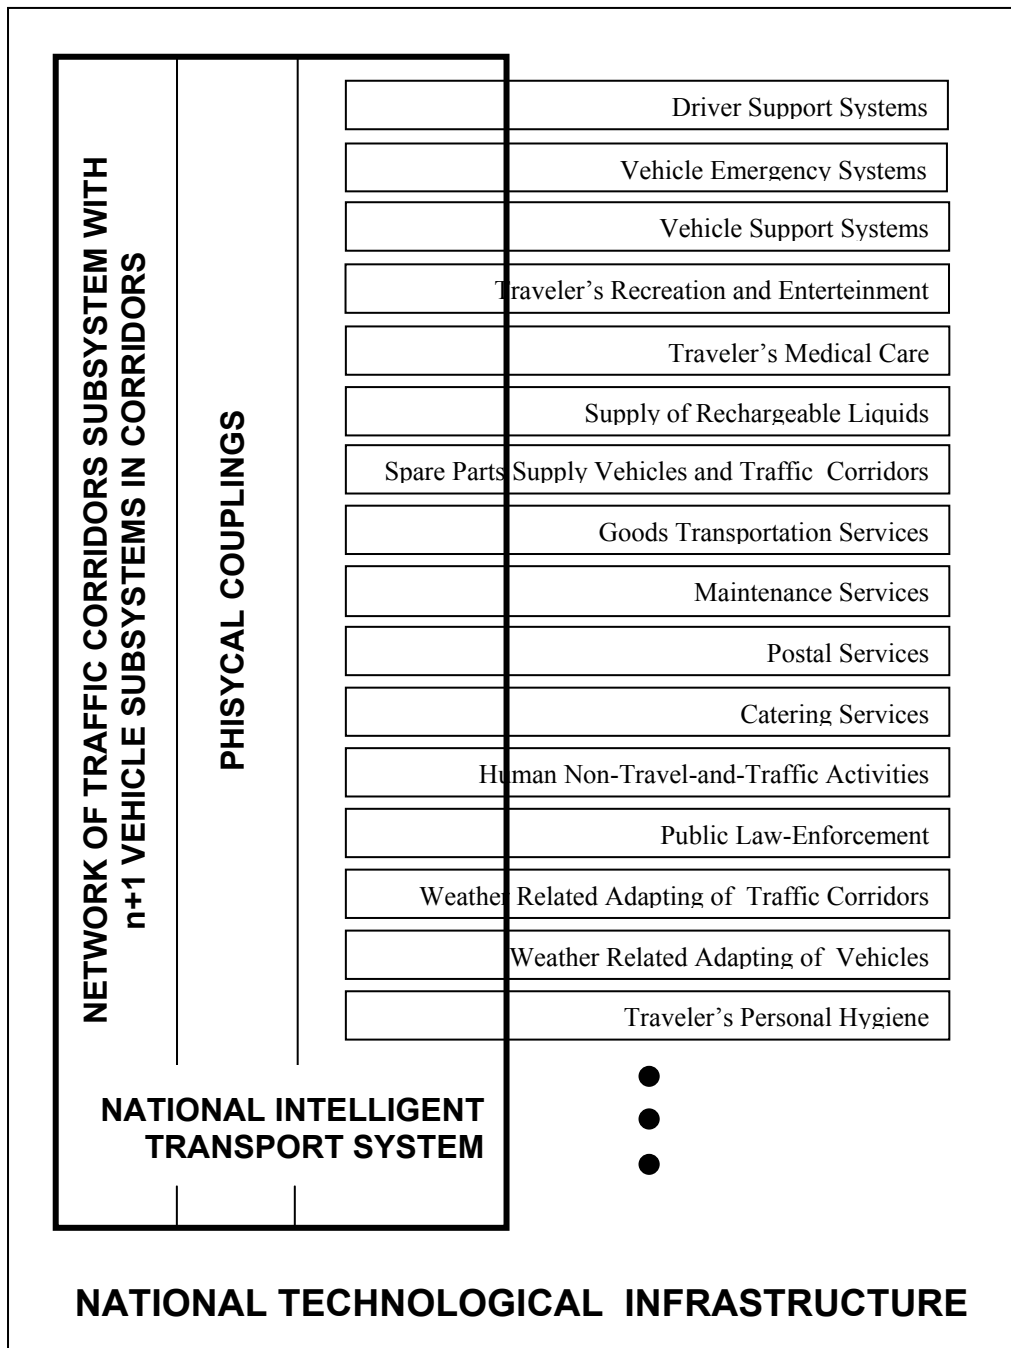 NETWORK OF TRAFFIC CORRIDORS SUBSYSTEM WITH
n+1 VEHICLE SUBSYSTEMS IN CORRIDORS
PHISYCAL COUPLINGS
Driver Support Systems
Vehicle Emergency Systems
Vehicle Support Systems
Traveler’s Recreation and Enterteinment
Traveler’s Medical Care
Supply of Rechargeable Liquids
Spare Parts Supply Vehicles and Traffic Corridors
Goods Transportation Services
Maintenance Services
Postal Services
Catering Services
Human Non-Travel-and-Traffic Activities
Public Law-Enforcement
Weather Related Adapting of Traffic Corridors
Weather Related Adapting of Vehicles
Traveler’s Personal Hygiene
NATIONAL INTELLIGENT
TRANSPORT SYSTEM
NATIONAL TECHNOLOGICAL INFRASTRUCTURE